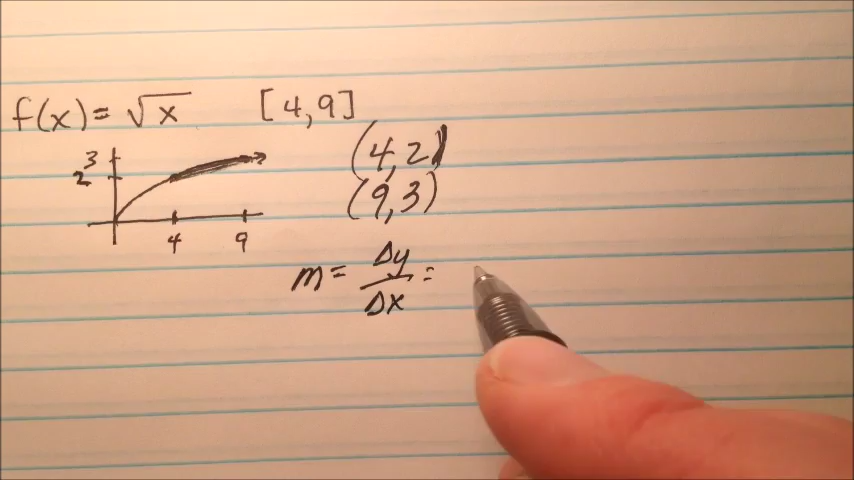 f(x) = √x [4,9]
(4,2)
3
2
(9,3)
4 9
m = Δy/Δx =